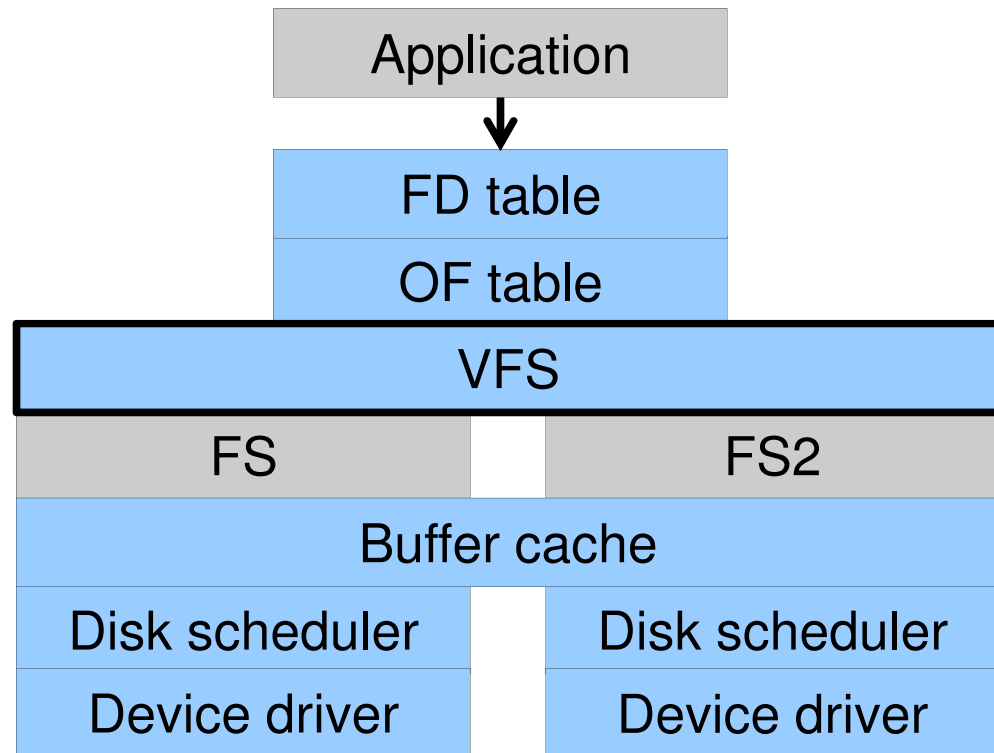 Application
FD table
OF table
VFS
FS
FS2
Buffer cache
Disk scheduler
Disk scheduler
Device driver
Device driver